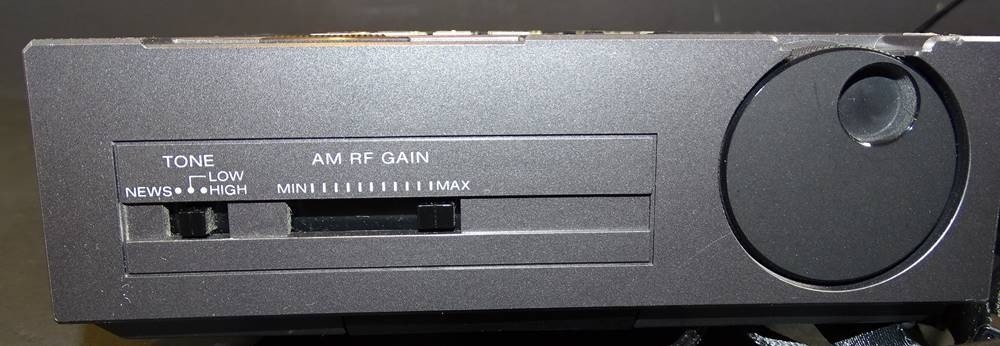 TONE
LOW
NEWS HIGH
AM RF GAIN
MIN MAX